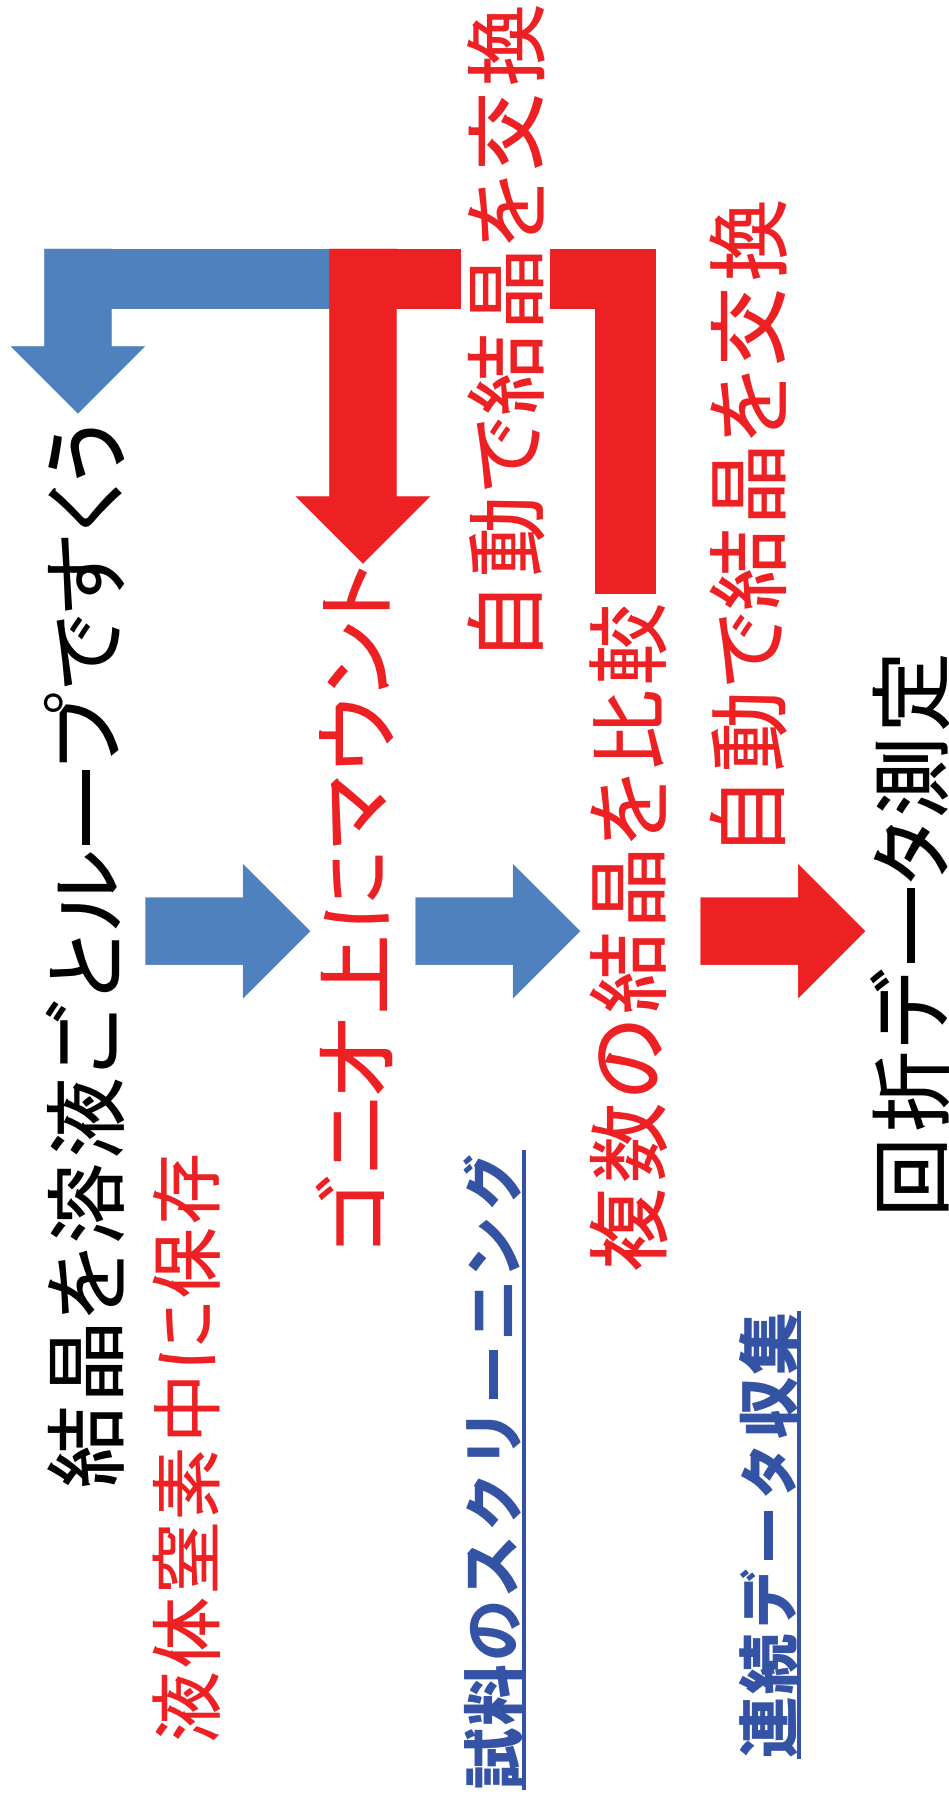 結晶を溶液ごとループですくう
液体窒素中に保存
ゴニオ上にマウント
試料のスクリーニング
自動で結晶を交換
複数の結晶を比較
連続データ収集
自動で結晶を交換
回折データ測定